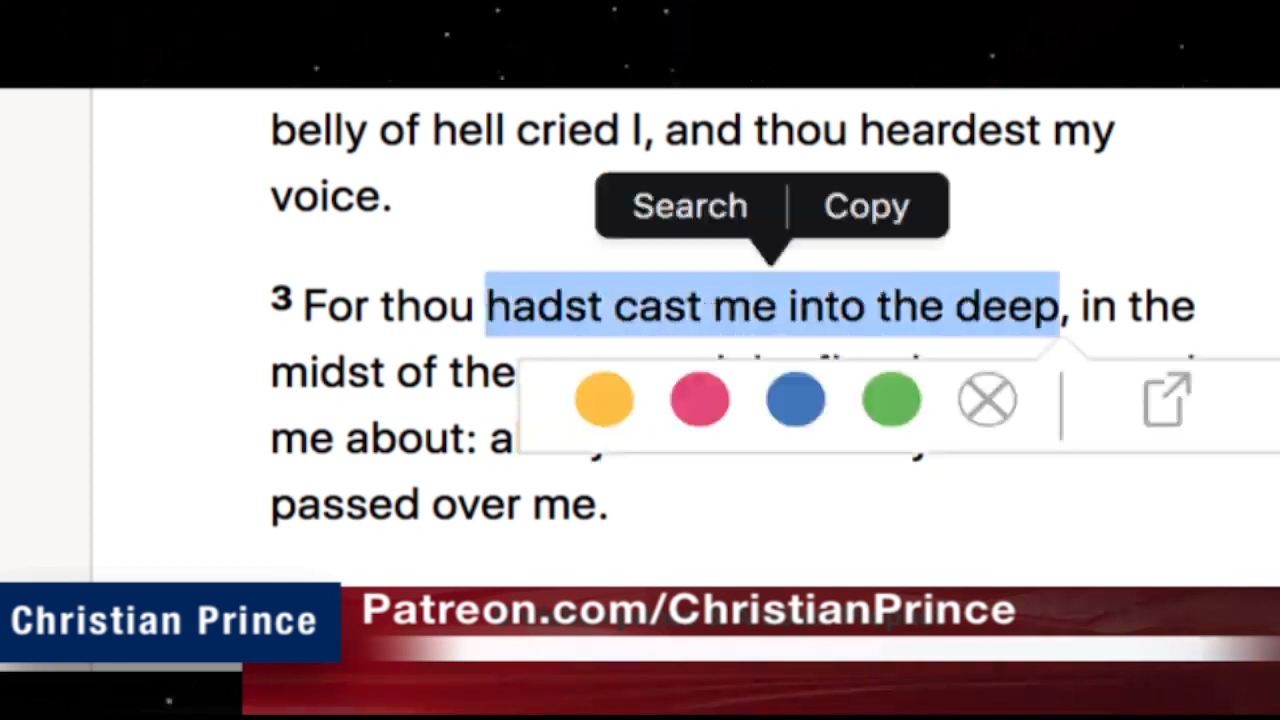 belly of hell cried I, and thou heardest my
voice.
Search Copy
3 For thou hadst cast me into the deep, in the
midst of the
me about: a
passed over me.
Christian Prince
Patreon.com/ChristianPrince